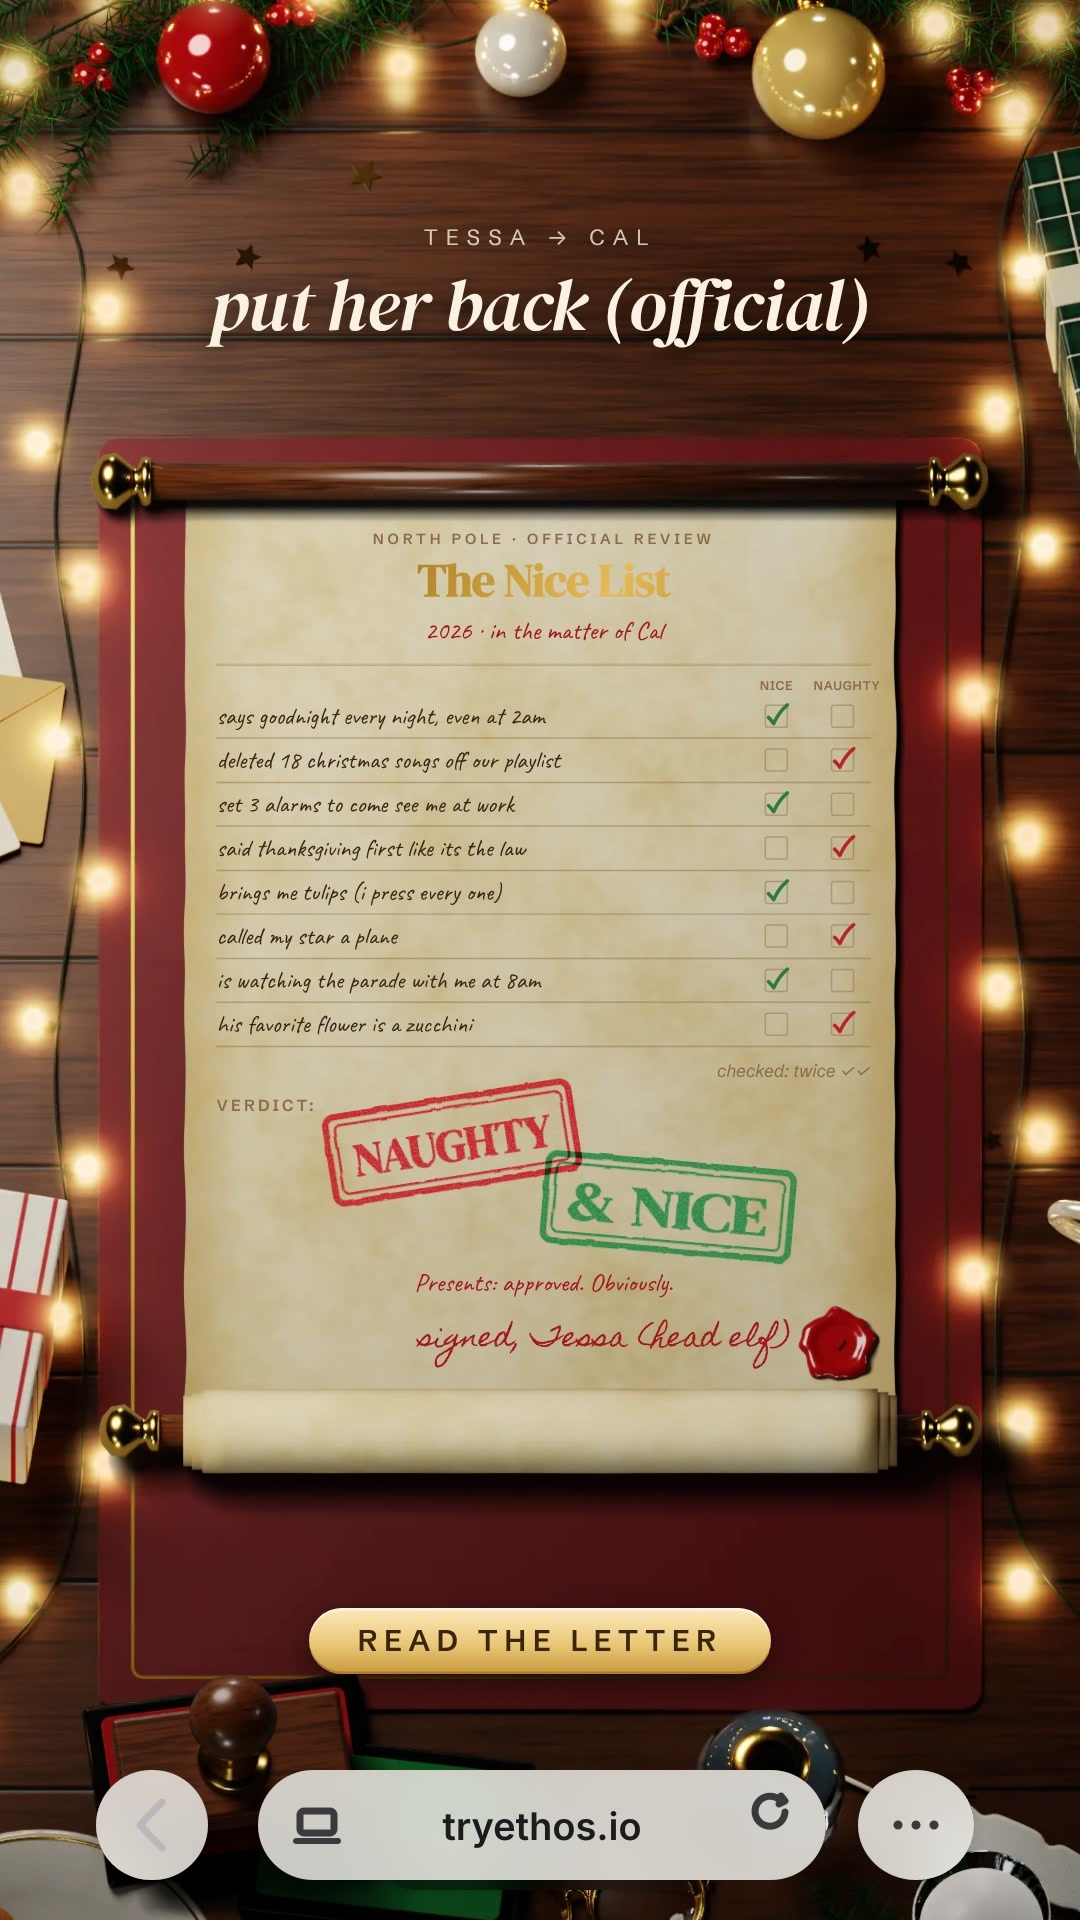 TESSA → CAL
put her back (official)
NORTH POLE · OFFICIAL REVIEW
The Nice List
2026 · in the matter of Cal
NICE NAUGHTY
says goodnight every night, even at 2am
deleted 18 christmas songs off our playlist
set 3 alarms to come see me at work
said thanksgiving first like its the law
brings me tulips (i press every one)
called my star a plane
is watching the parade with me at 8am
his favorite flower is a zucchini
checked: twice ✓✓
VERDICT:
NAUGHTY
& NICE
Presents: approved. Obviously.
signed, Tessa (head elf)
READ THE LETTER
tryethos.io